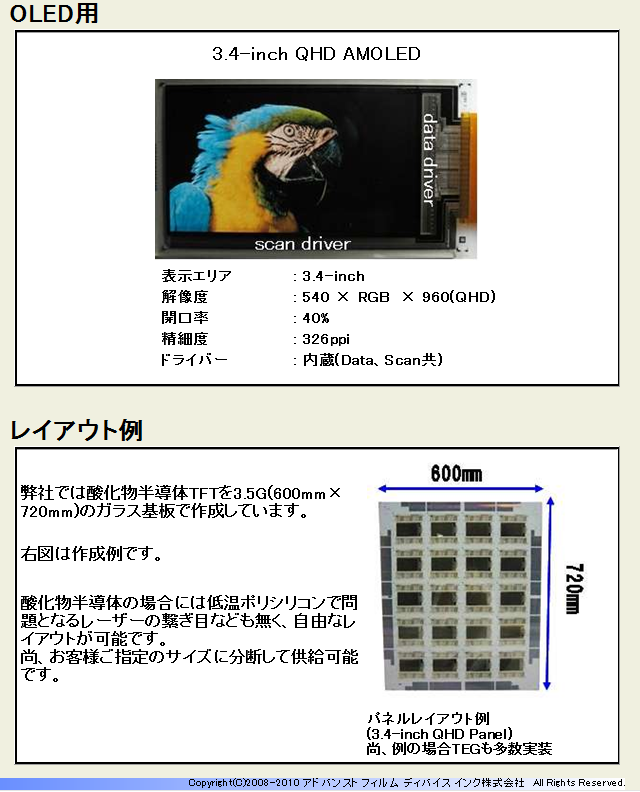 OLED用
3.4-inch QHD AMOLED
data driver
scan driver
表示エリア : 3.4-inch
解像度 : 540 × RGB × 960(QHD)
開口率 : 40%
精細度 : 326ppi
ドライバー : 内蔵(Data、Scan共)
レイアウト例
600mm
弊社では酸化物半導体TFTを3.5G(600mm×
720mm)のガラス基板で作成しています。
右図は作成例です。
720mm
酸化物半導体の場合には低温ポリシリコンで問
題となるレーザーの繋ぎ目なども無く、自由なレ
イアウトが可能です。
尚、お客様ご指定のサイズに分断して供給可能
です。
パネルレイアウト例
(3.4-inch QHD Panel)
尚、例の場合TEGも多数実装
Copyright(C)2008-2010 アドバンスト フィルム ディバイス インク株式会社 All Rights Reserved.